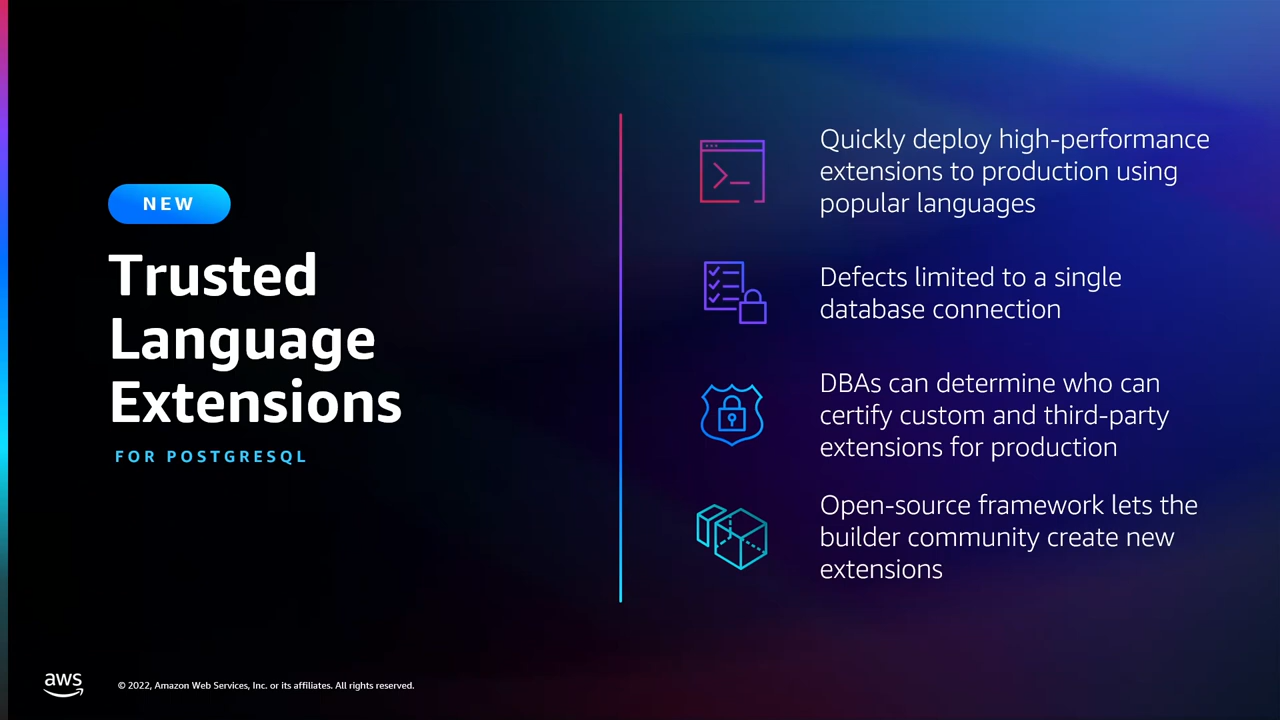 NEW
Trusted
Language
Extensions
FOR POSTGRESQL
Quickly deploy high-performance
extensions to production using
popular languages
Defects limited to a single
database connection
DBAs can determine who can
certify custom and third-party
extensions for production
Open-source framework lets the
builder community create new
extensions
aws
© 2022, Amazon Web Services, Inc. or its affiliates. All rights reserved.